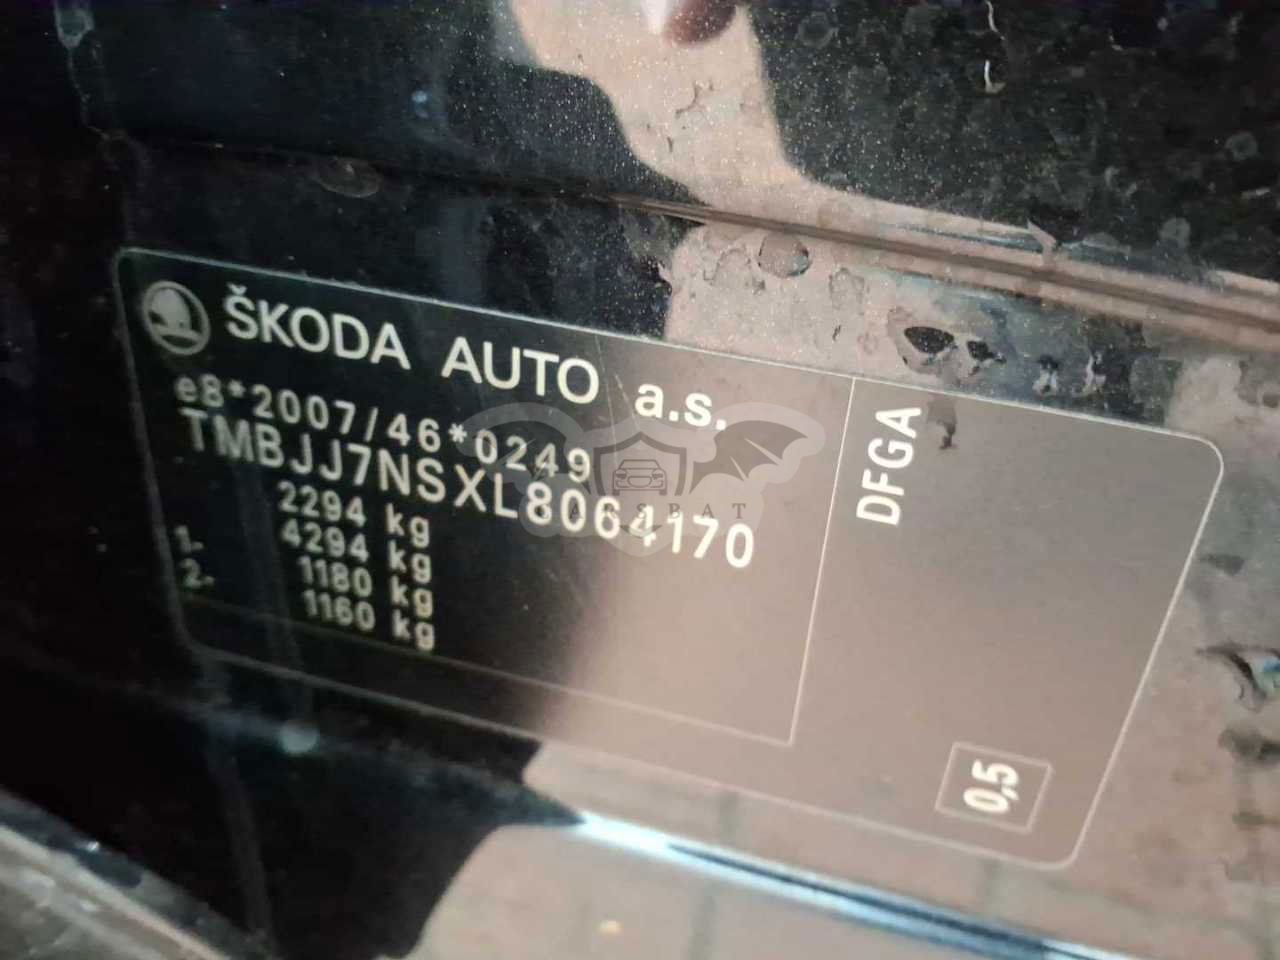 ŠKODA AUTO a.s.
e8*2007/46*0249
TMBJJ7NSXL8064170
2294 kg
4294 kg
1- 1180 kg
2- 1160 kg
DFGA
0,5
CARSBAT